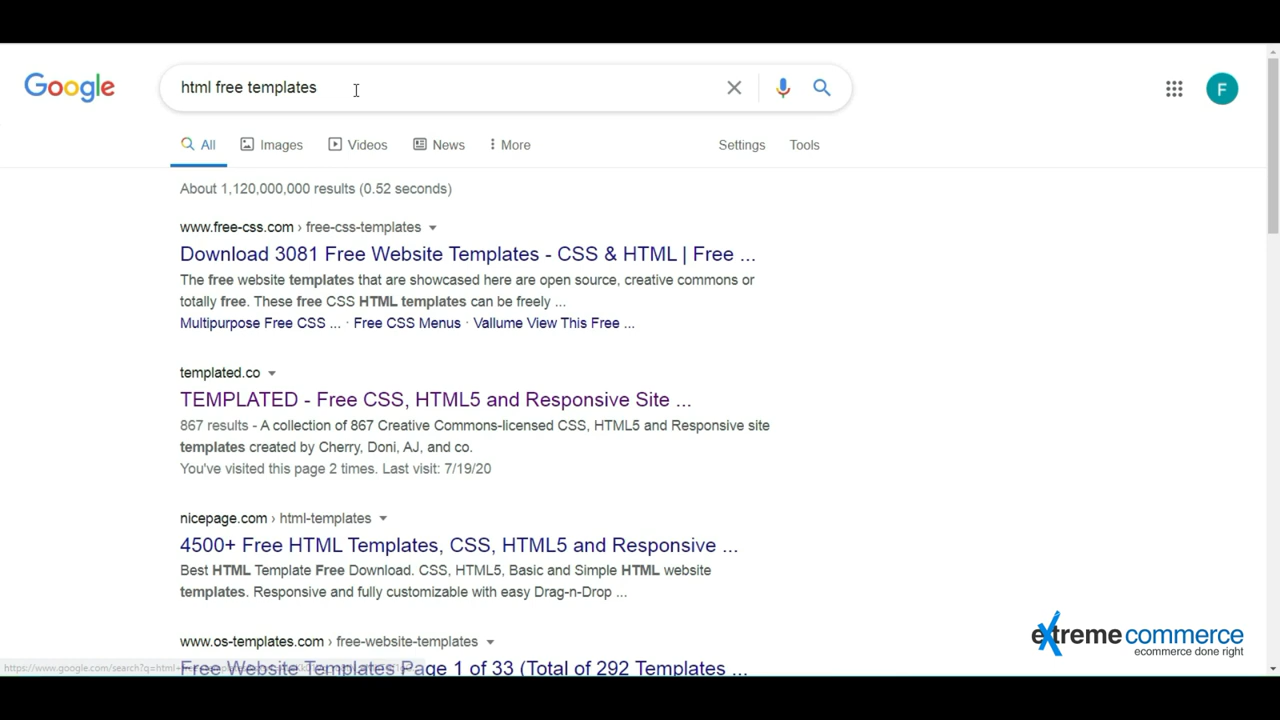 Google
html free templates
F
All
Images
Videos
News
More
Settings
Tools
About 1,120,000,000 results (0.52 seconds)
www.free-css.com › free-css-templates
Download 3081 Free Website Templates - CSS & HTML | Free ...
The free website templates that are showcased here are open source, creative commons or
totally free. These free CSS HTML templates can be freely ...
Multipurpose Free CSS ... · Free CSS Menus · Vallume View This Free ...
templated.co
TEMPLATED - Free CSS, HTML5 and Responsive Site ...
867 results - A collection of 867 Creative Commons-licensed CSS, HTML5 and Responsive site
templates created by Cherry, Doni, AJ, and co.
You've visited this page 2 times. Last visit: 7/19/20
nicepage.com › html-templates
4500+ Free HTML Templates, CSS, HTML5 and Responsive ...
Best HTML Template Free Download. CSS, HTML5, Basic and Simple HTML website
templates. Responsive and fully customizable with easy Drag-n-Drop ...
www.os-templates.com › free-website-templates
Free Website Templates Page 1 of 33 (Total of 292 Templates ...
extreme commerce
ecommerce done right